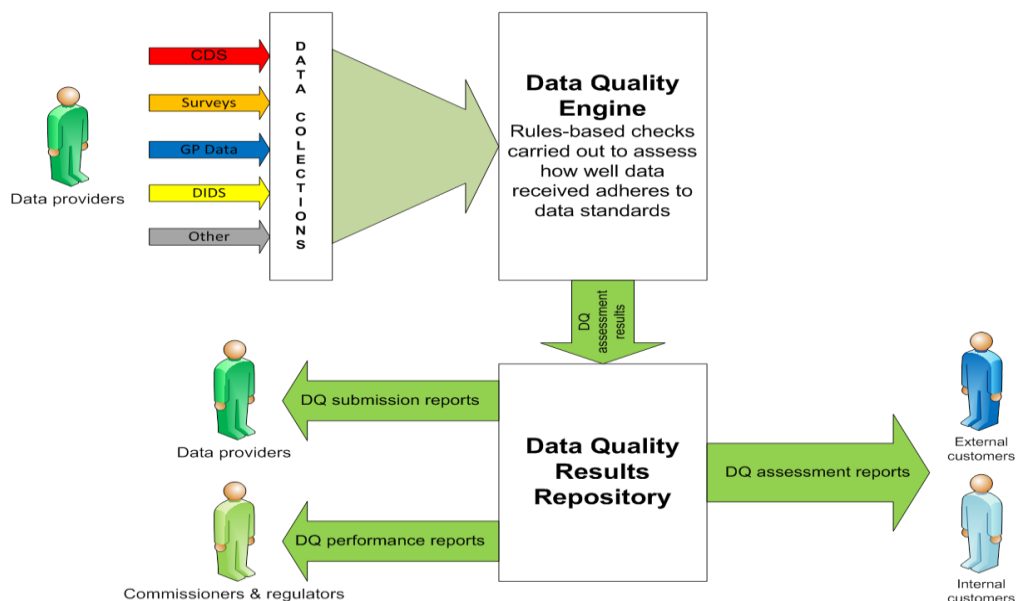 CDS
Surveys
GP Data
DIDS
Other
Data providers
DATA COLECTIONS
Data Quality
Engine
Rules-based checks
carried out to assess
how well data
received adheres to
data standards
DQ
assessment
results
Data Quality
Results
Repository
DQ submission reports
Data providers
DQ performance reports
Commissioners & regulators
DQ assessment reports
External
customers
Internal
customers